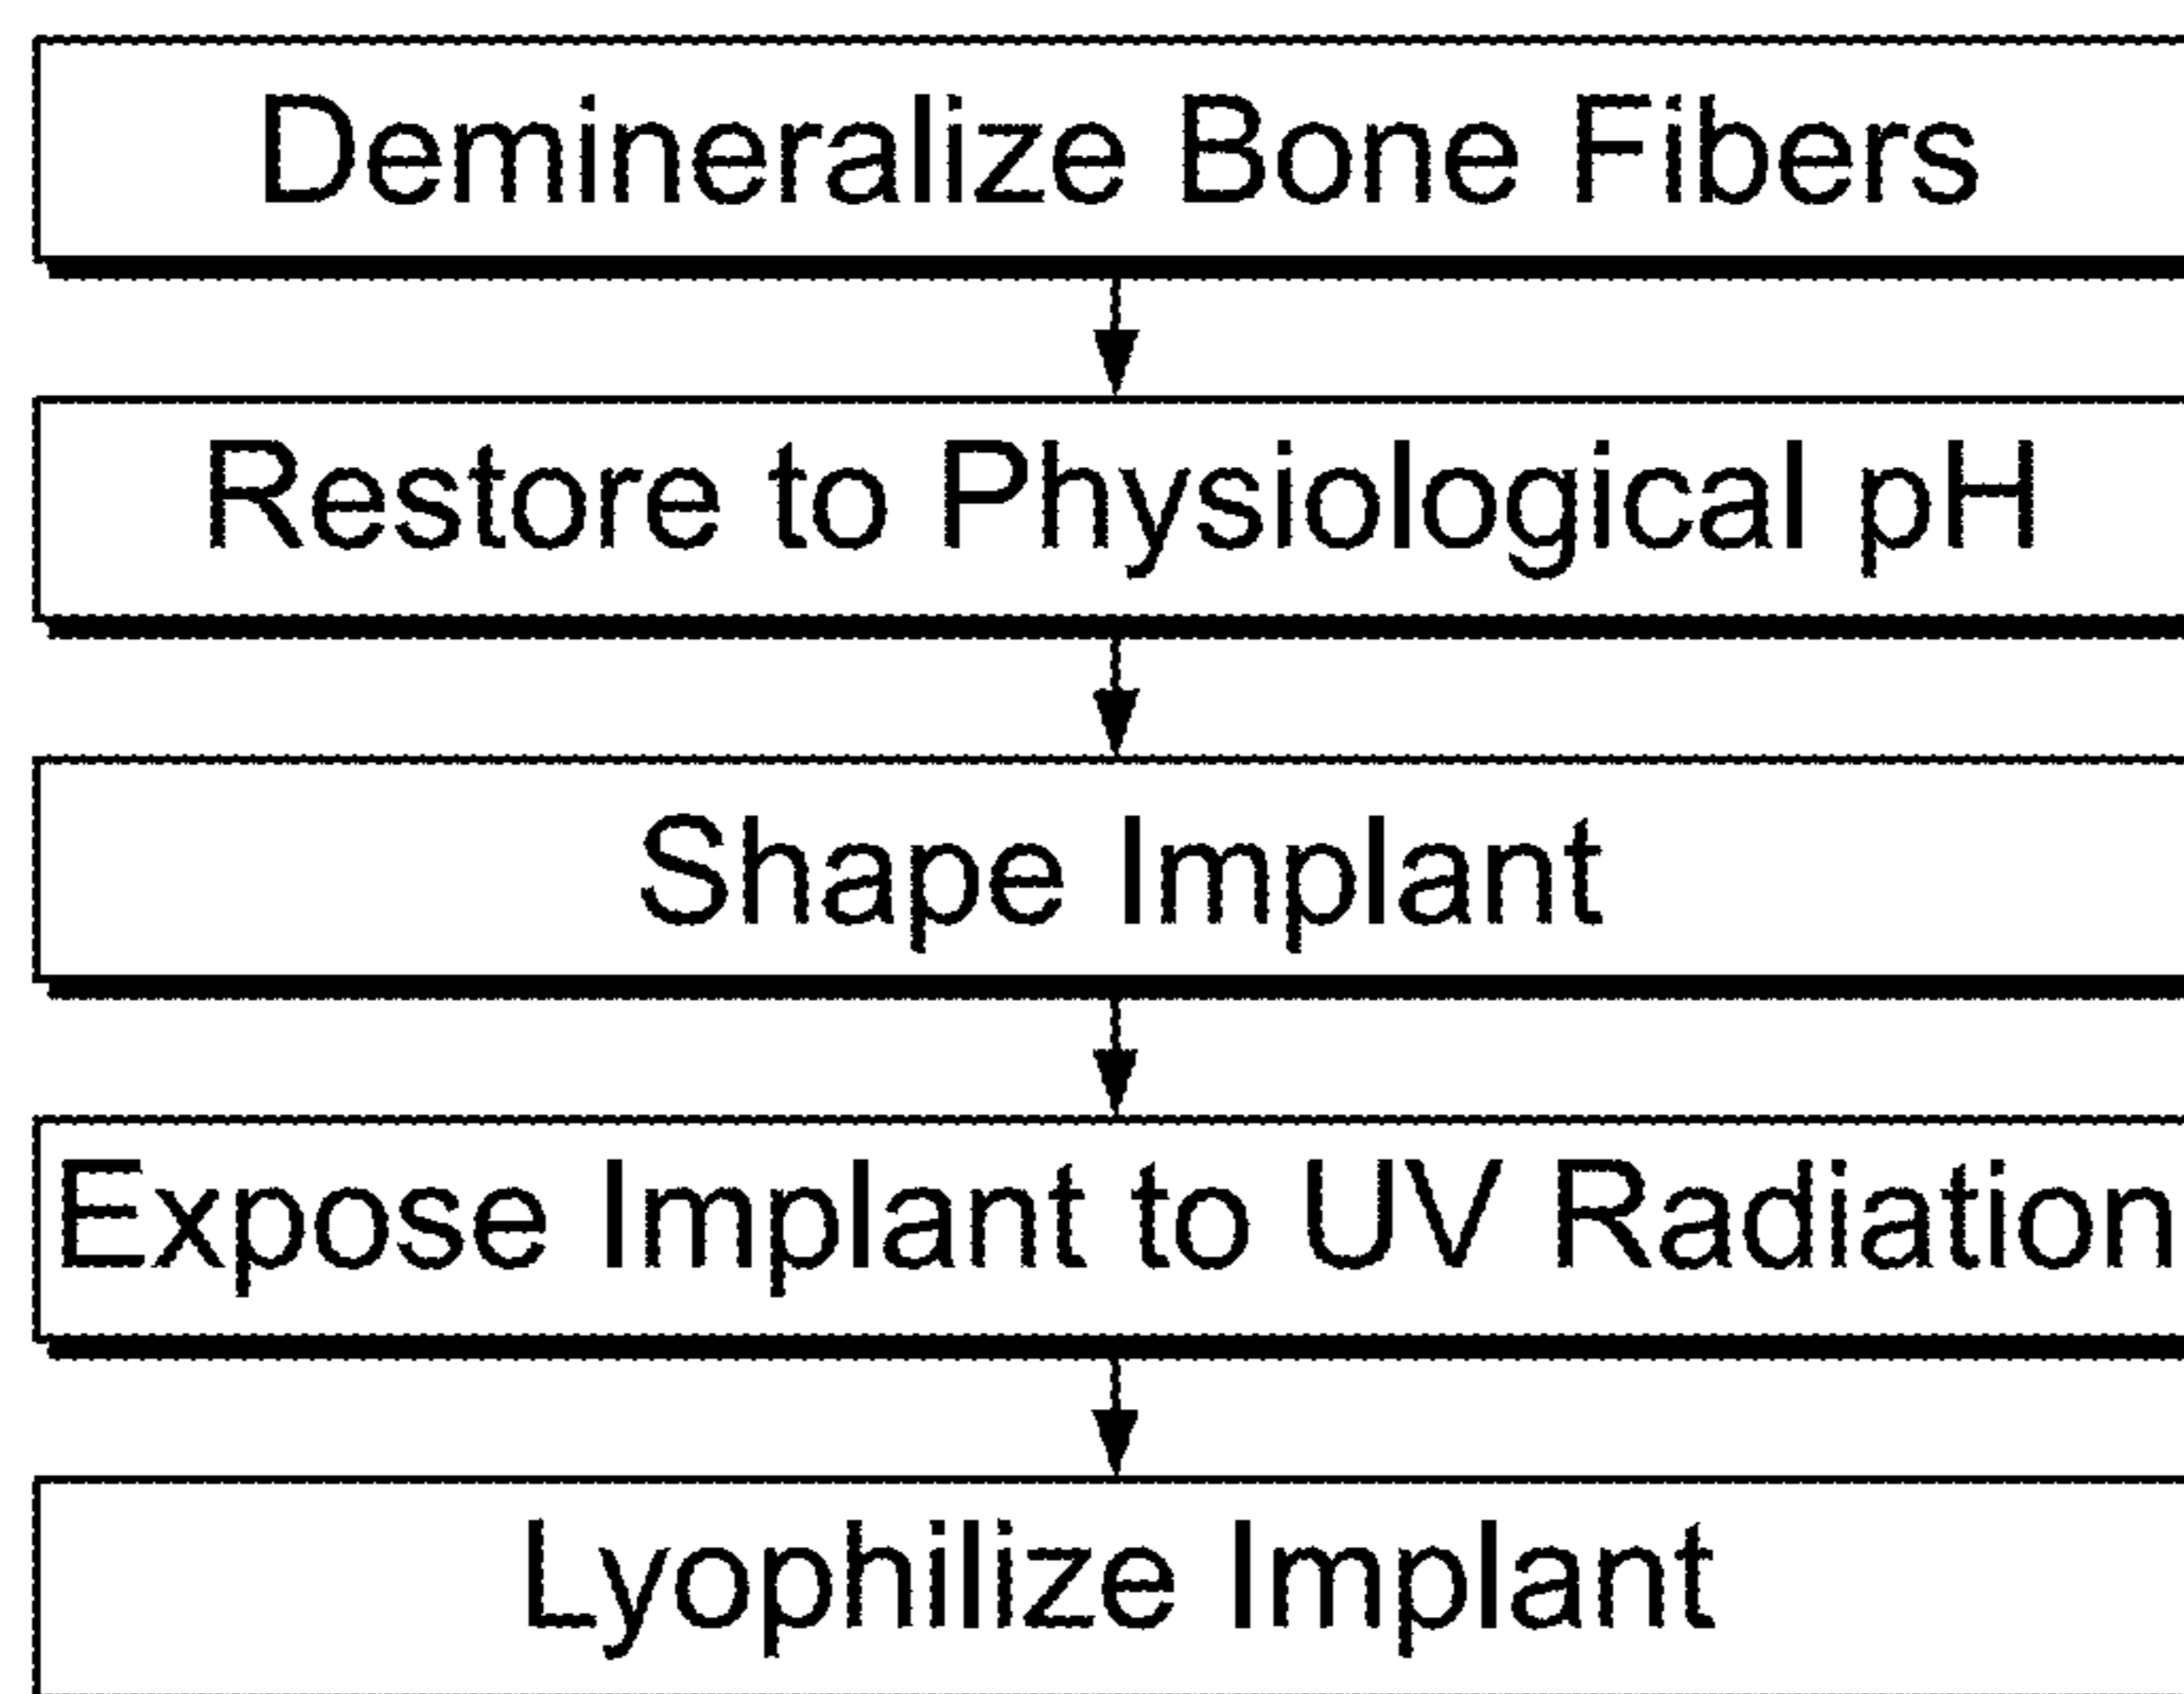 Demineralize Bone Fibers
Restore to Physiological pH
Shape Implant
Expose Implant to UV Radiation
Lyophilize Implant